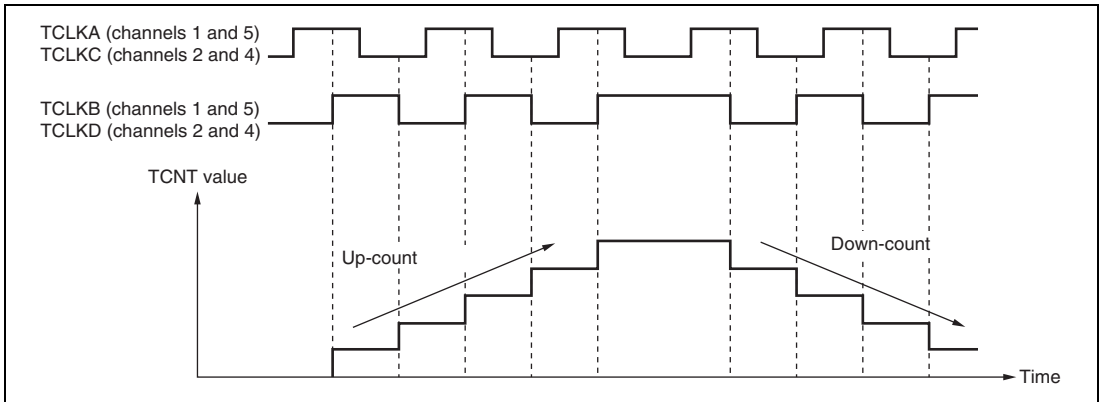 TCLKA (channels 1 and 5)
TCLKC (channels 2 and 4)
TCLKB (channels 1 and 5)
TCLKD (channels 2 and 4)
TCNT value
Up-count
Down-count
Time